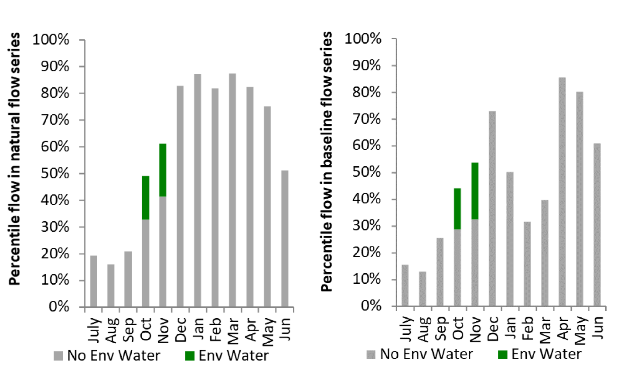 Percentile flow in natural flow series
100%
90%
80%
70%
60%
50%
40%
30%
20%
10%
0%
July
Aug
Sep
Oct
Nov
Dec
Jan
Feb
Mar
Apr
May
Jun
No Env Water
Env Water
Percentile flow in baseline flow series
100%
90%
80%
70%
60%
50%
40%
30%
20%
10%
0%
July
Aug
Sep
Oct
Nov
Dec
Jan
Feb
Mar
Apr
May
Jun
No Env Water
Env Water